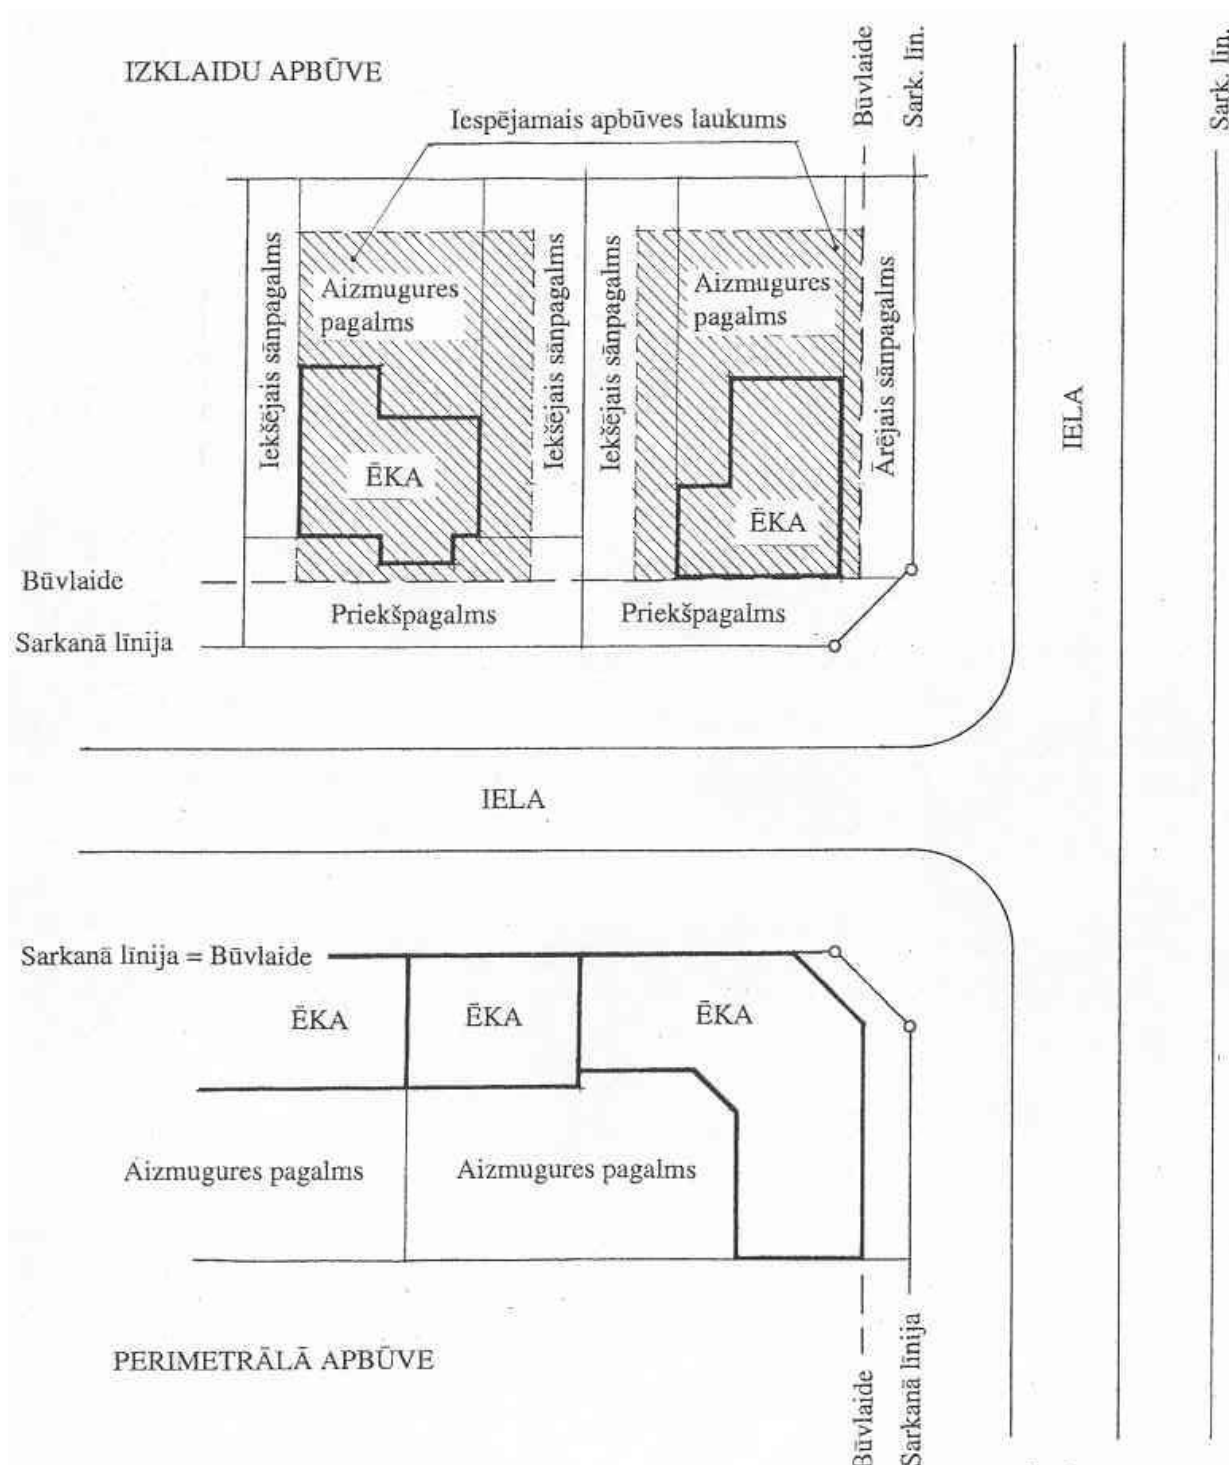 IZKLAIDU APBŪVE
Būvlaide
Sark. līn.
Sark. līn.
Iespējamais apbūves laukums
Iekšējais sānpagalms
Aizmugures
pagalms
Iekšējais sānpagalms
Iekšējais sānpagalms
Aizmugures
pagalms
Ārējais sānpagalms
IELA
ĒKA
ĒKA
Būvlaide
Priekšpagalms
Priekšpagalms
Sarkanā līnija
IELA
Sarkanā līnija = Būvlaide
ĒKA
ĒKA
ĒKA
Aizmugures pagalms
Aizmugures pagalms
PERIMETRĀLĀ APBŪVE
Būvlaide
Sarkanā līnija